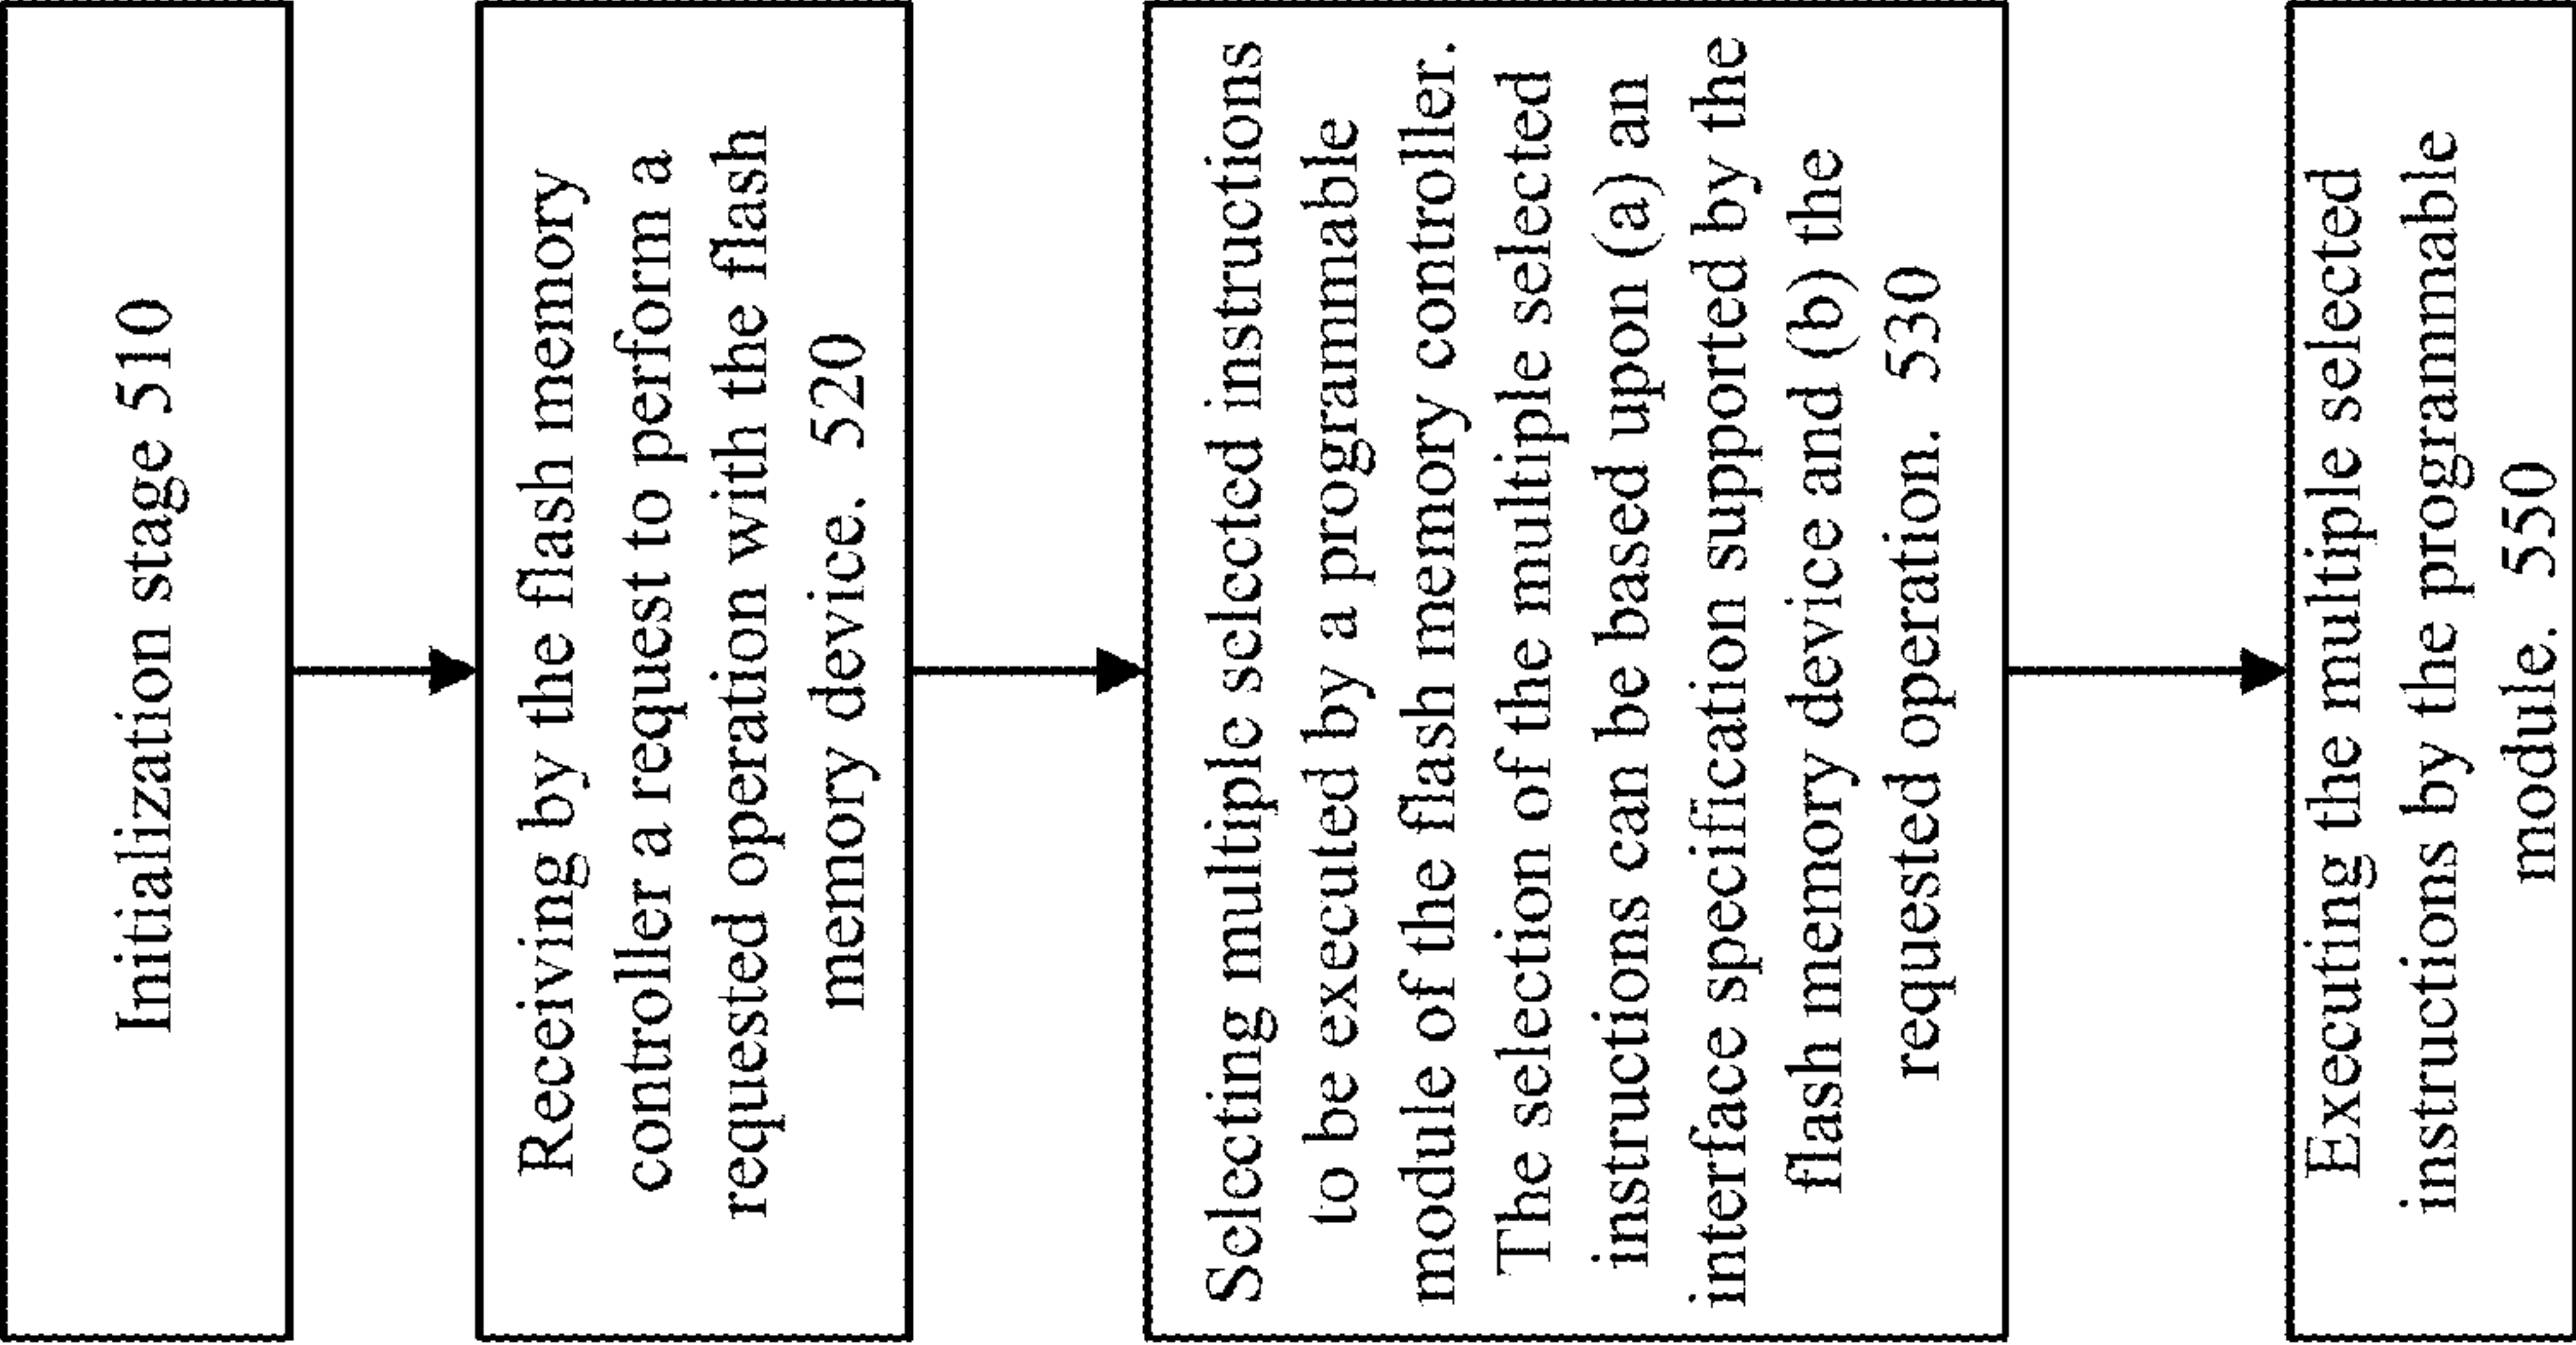 Initialization stage 510
Receiving by the flash memory
controller a request to perform a
requested operation with the flash
memory device. 520
Selecting multiple selected instructions
to be executed by a programmable
module of the flash memory controller.
The selection of the multiple selected
instructions can be based upon (a) an
interface specification supported by the
flash memory device and (b) the
requested operation. 530
Executing the multiple selected
instructions by the programmable
module. 550